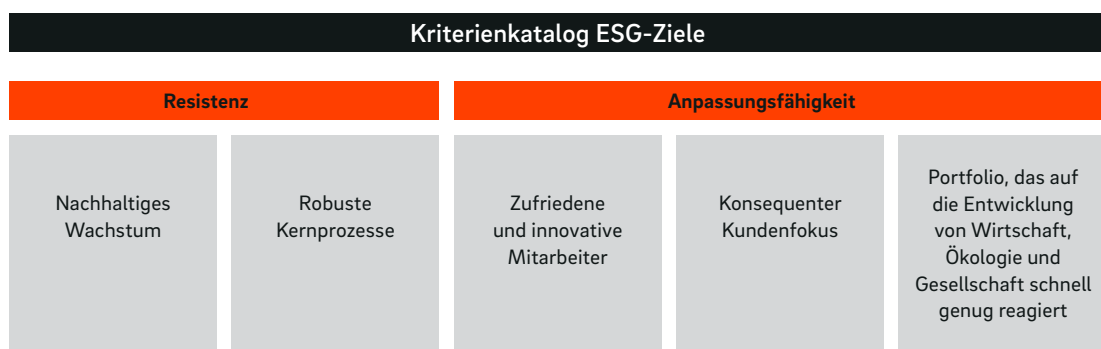 Kriterienkatalog ESG-Ziele
Resistenz
Anpassungsfähigkeit
Nachhaltiges
Wachstum
Robuste
Kernprozesse
Zufriedene
und innovative
Mitarbeiter
Konsequenter
Kundenfokus
Portfolio, das auf
die Entwicklung
von Wirtschaft,
Ökologie und
Gesellschaft schnell
genug reagiert